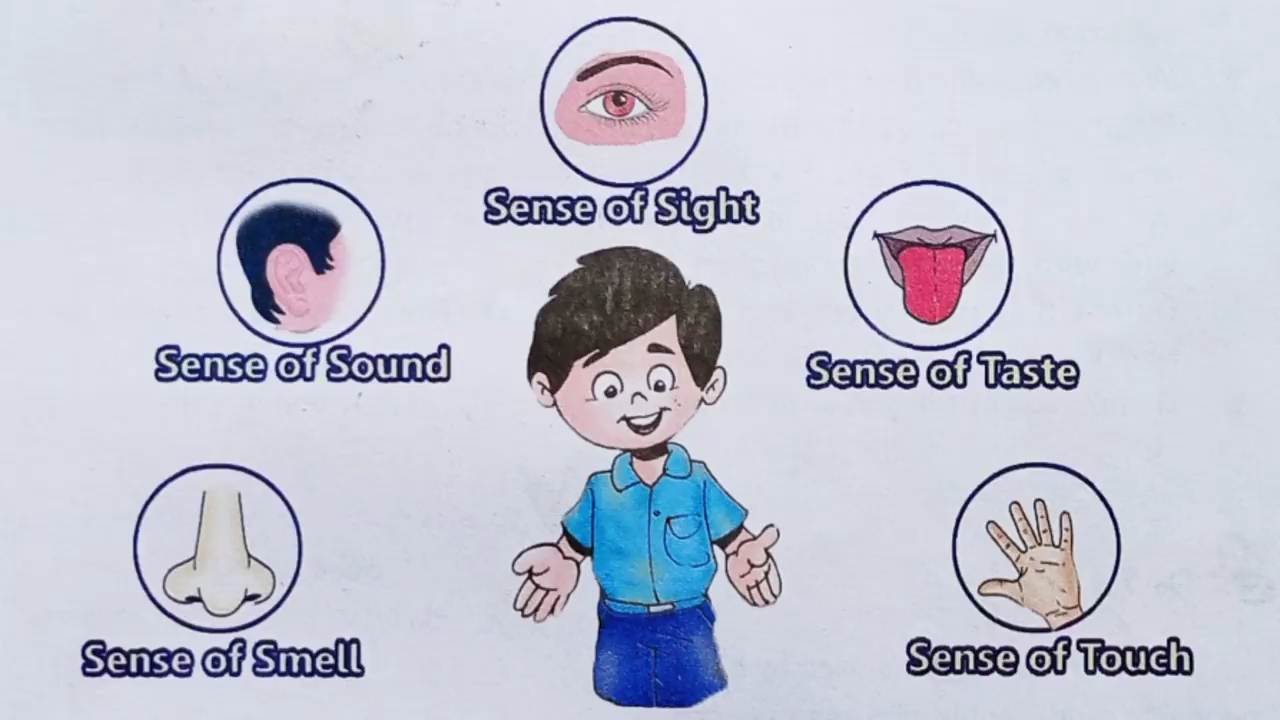 Sense of Sight
Sense of Sound
Sense of Taste
Sense of Smell
Sense of Touch